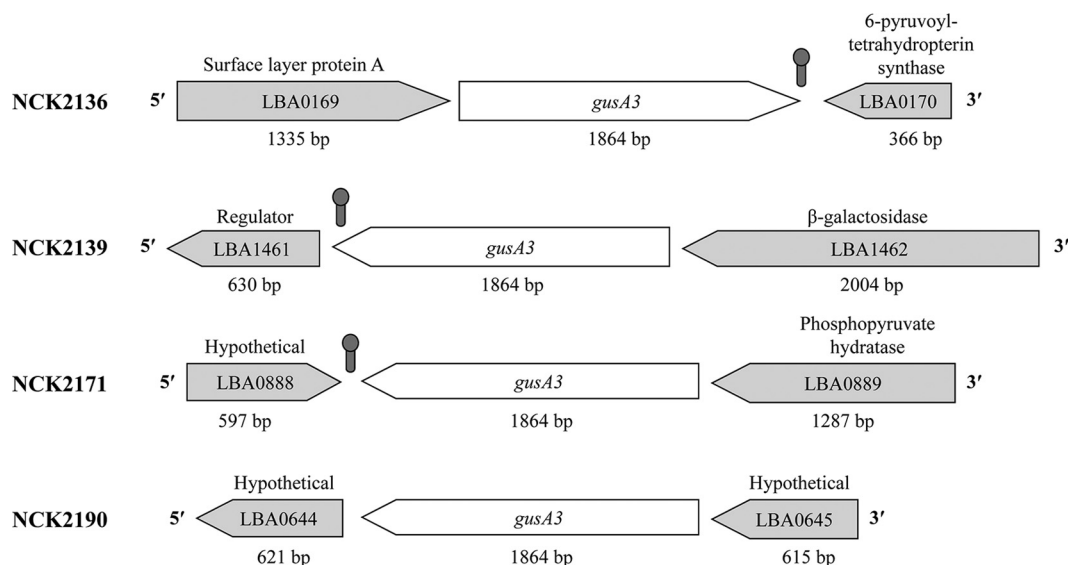 6-pyruvoyl-
tetrahydropterin
synthase
Surface layer protein A
NCK2136 5′ LBA0169 gusA3 LBA0170 3′
1335 bp 1864 bp 366 bp
Regulator β-galactosidase
NCK2139 5′ LBA1461 gusA3 LBA1462 3′
630 bp 1864 bp 2004 bp
Phosphopyruvate
hydratase
Hypothetical
NCK2171 5′ LBA0888 gusA3 LBA0889 3′
597 bp 1864 bp 1287 bp
Hypothetical Hypothetical
NCK2190 5′ LBA0644 gusA3 LBA0645 3′
621 bp 1864 bp 615 bp